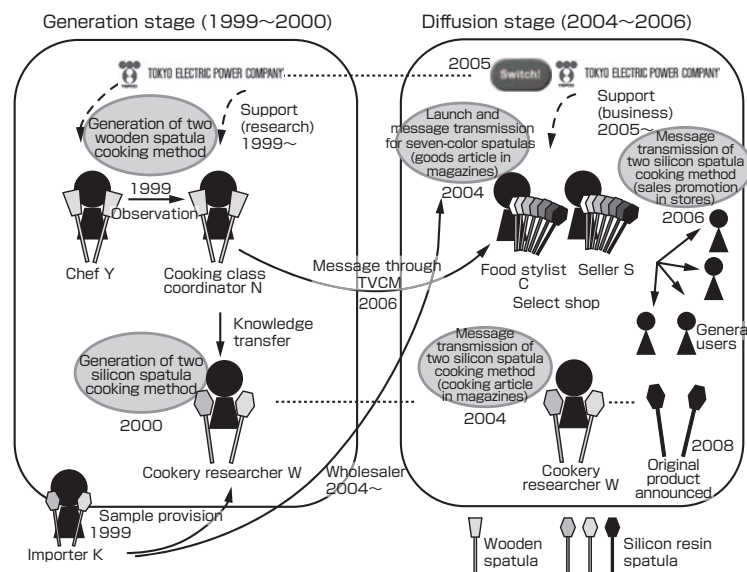 Generation stage (1999～2000)
Diffusion stage (2004～2006)
TEPCO
TOKYO ELECTRIC POWER COMPANY
2005
Switch!
TEPCO
TOKYO ELECTRIC POWER COMPANY
Generation of two
wooden spatula
cooking method
Support
(research)
1999～
1999
Observation
Chef Y
Cooking class
coordinator N
Launch and
message transmission
for seven-color spatulas
(goods article in
magazines)
2004
Support
(business)
2005～
Message
transmission of
two silicon spatula
cooking method
(sales promotion
in stores)
2006
Food stylist
C
Seller S
Select shop
General
users
Message through
TVCM
2006
Knowledge
transfer
Generation of two
silicon spatula
cooking method
2000
Cookery researcher W
Message
transmission of
two silicon spatula
cooking method
(cooking article
in magazines)
2004
Cookery
researcher W
2008
Original
product
announced
Wholesaler
2004～
Sample provision
1999
Importer K
Wooden
spatula
Silicon resin
spatula